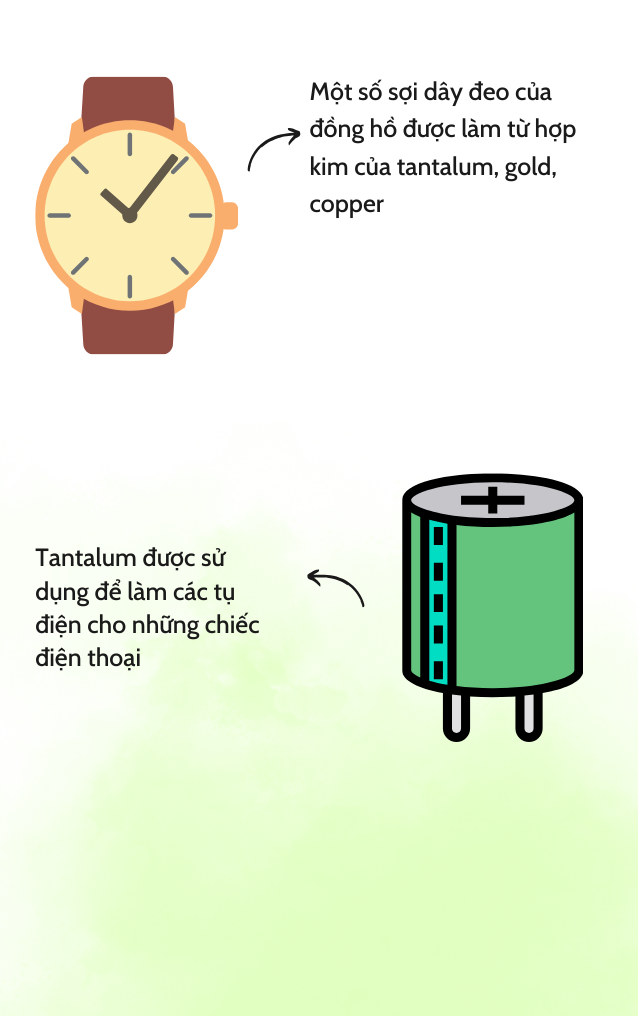 Một số sợi dây đeo của
đồng hồ được làm từ hợp
kim của tantalum, gold,
copper
Tantalum được sử
dụng để làm các tụ
điện cho những chiếc
điện thoại